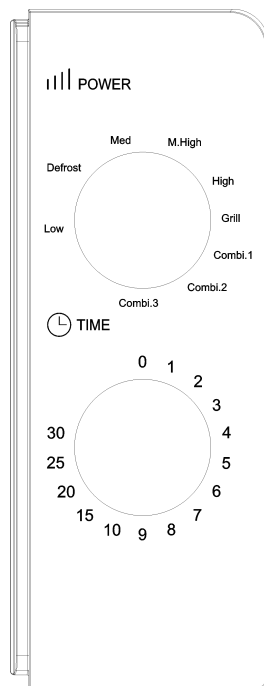 POWER
Med
M.High
Defrost
High
Low
Grill
Combi.1
Combi.2
Combi.3
TIME
0
1
2
3
4
5
6
7
8
9
10
15
20
25
30